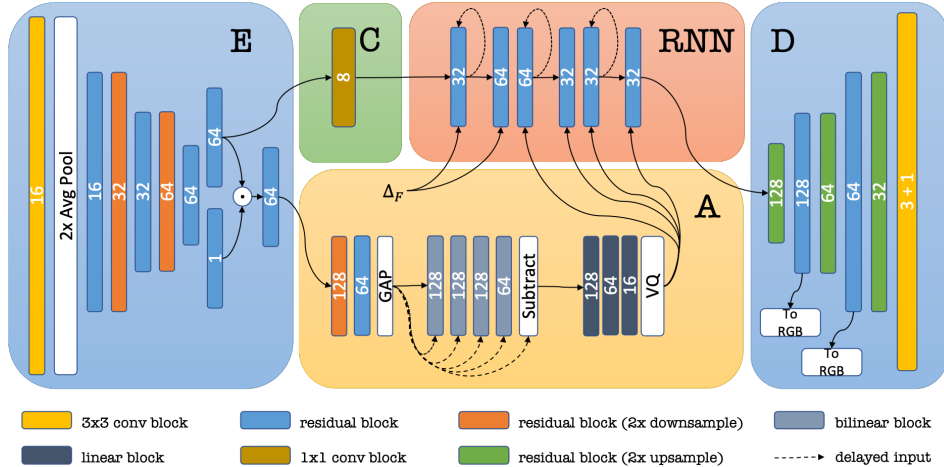 E
16
2x Avg Pool
16
32
32
64
64
64
1
64
C
8
RNN
32
64
64
32
32
32
Δ_F
A
128
64
GAP
128
128
128
64
Subtract
128
64
16
VQ
D
128
128
64
64
32
3 + 1
To
RGB
To
RGB
3x3 conv block
residual block
residual block (2x downsample)
bilinear block
linear block
1x1 conv block
residual block (2x upsample)
delayed input